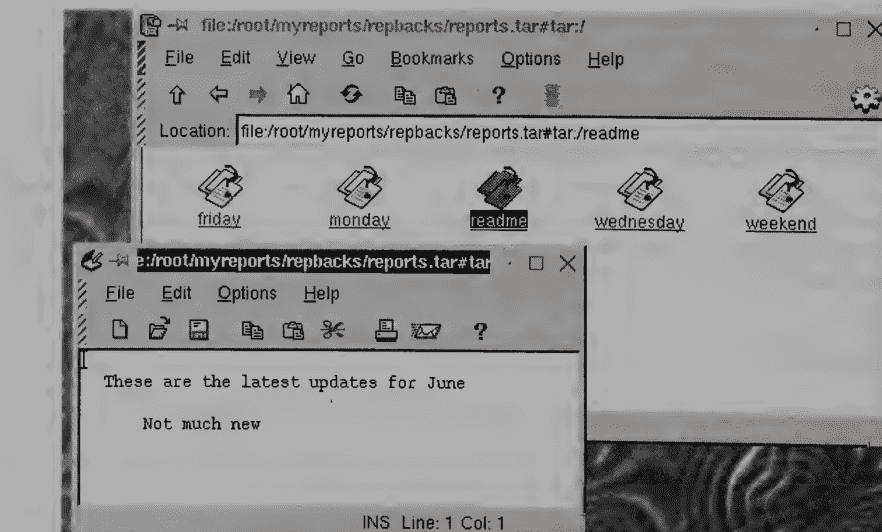 file:/root/myreports/repbacks/reports.tar#tar:/
File Edit View Go Bookmarks Options Help
?
Location: file:/root/myreports/repbacks/reports.tar#tar:/readme
friday monday readme wednesday weekend
e:/root/myreports/repbacks/reports.tar#tar
File Edit Options Help
?
These are the latest updates for June
Not much new
INS Line: 1 Col: 1